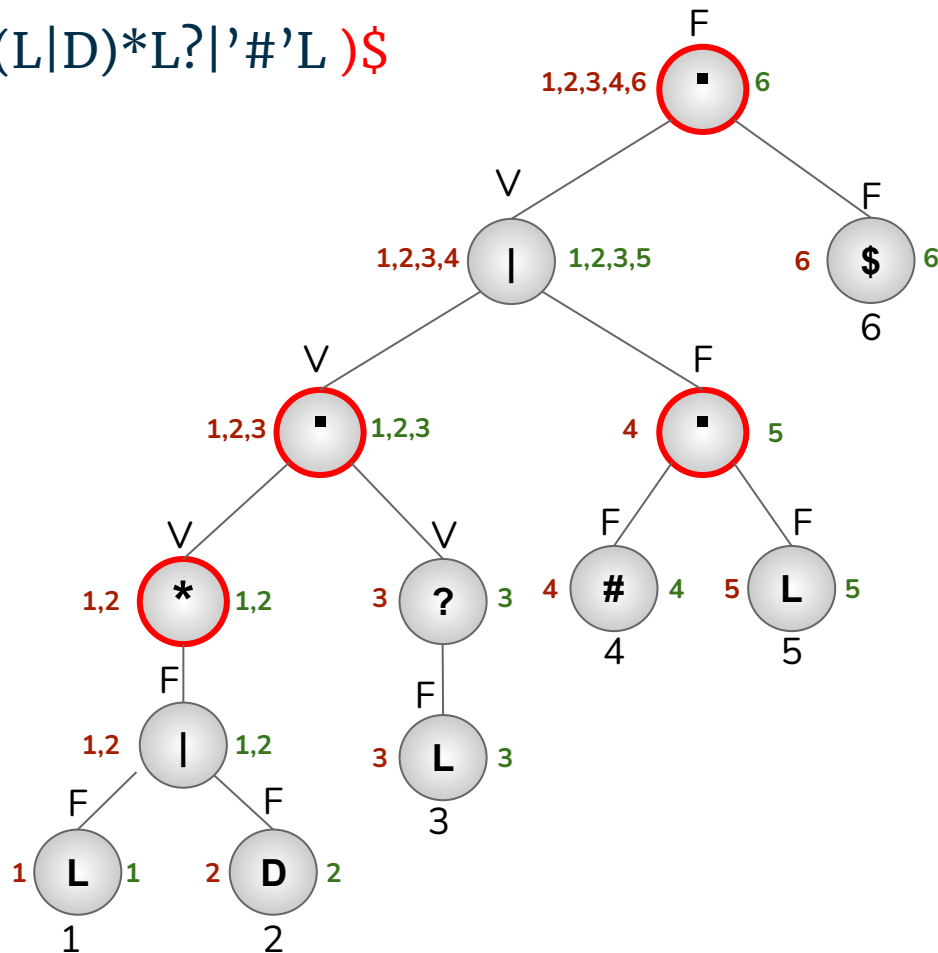 (L|D)*L?|’#’L )$
F
1,2,3,4,6 . 6
V F
1,2,3,4 | 1,2,3,5 6 $ 6
6
V F
1,2,3 . 1,2,3 4 . 5
V V F F
1,2 * 1,2 3 ? 3 4 # 4 5 L 5
4 5
F F
1,2 | 1,2 3 L 3
F F 3
1 L 1 2 D 2
1 2